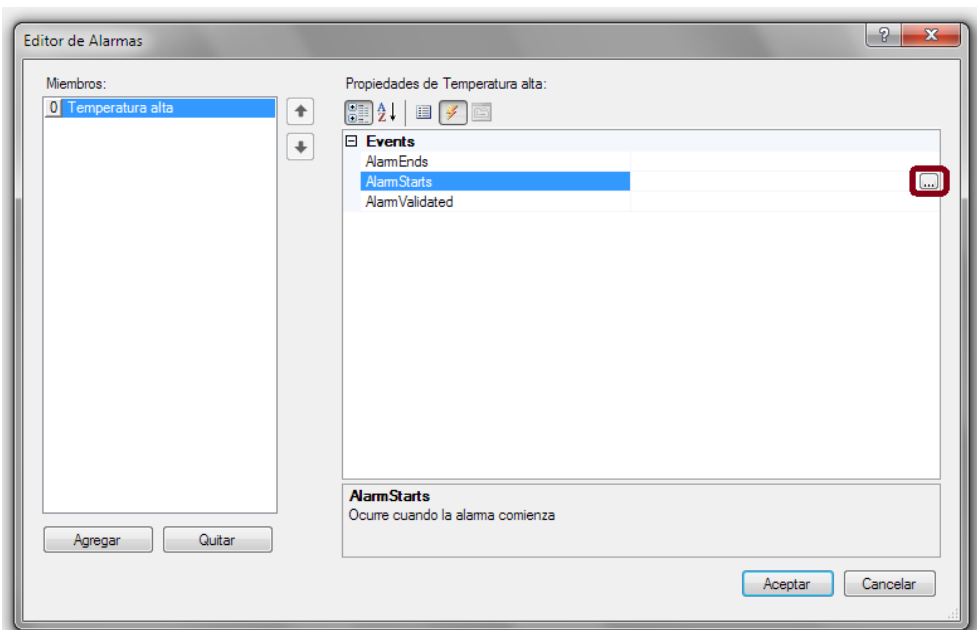 Editor de Alarmas
?
X
Miembros:
0 Temperatura alta
Agregar
Quitar
Propiedades de Temperatura alta:
A Z
Events
AlarmEnds
AlarmStarts
...
AlarmValidated
AlarmStarts
Ocurre cuando la alarma comienza
Aceptar
Cancelar